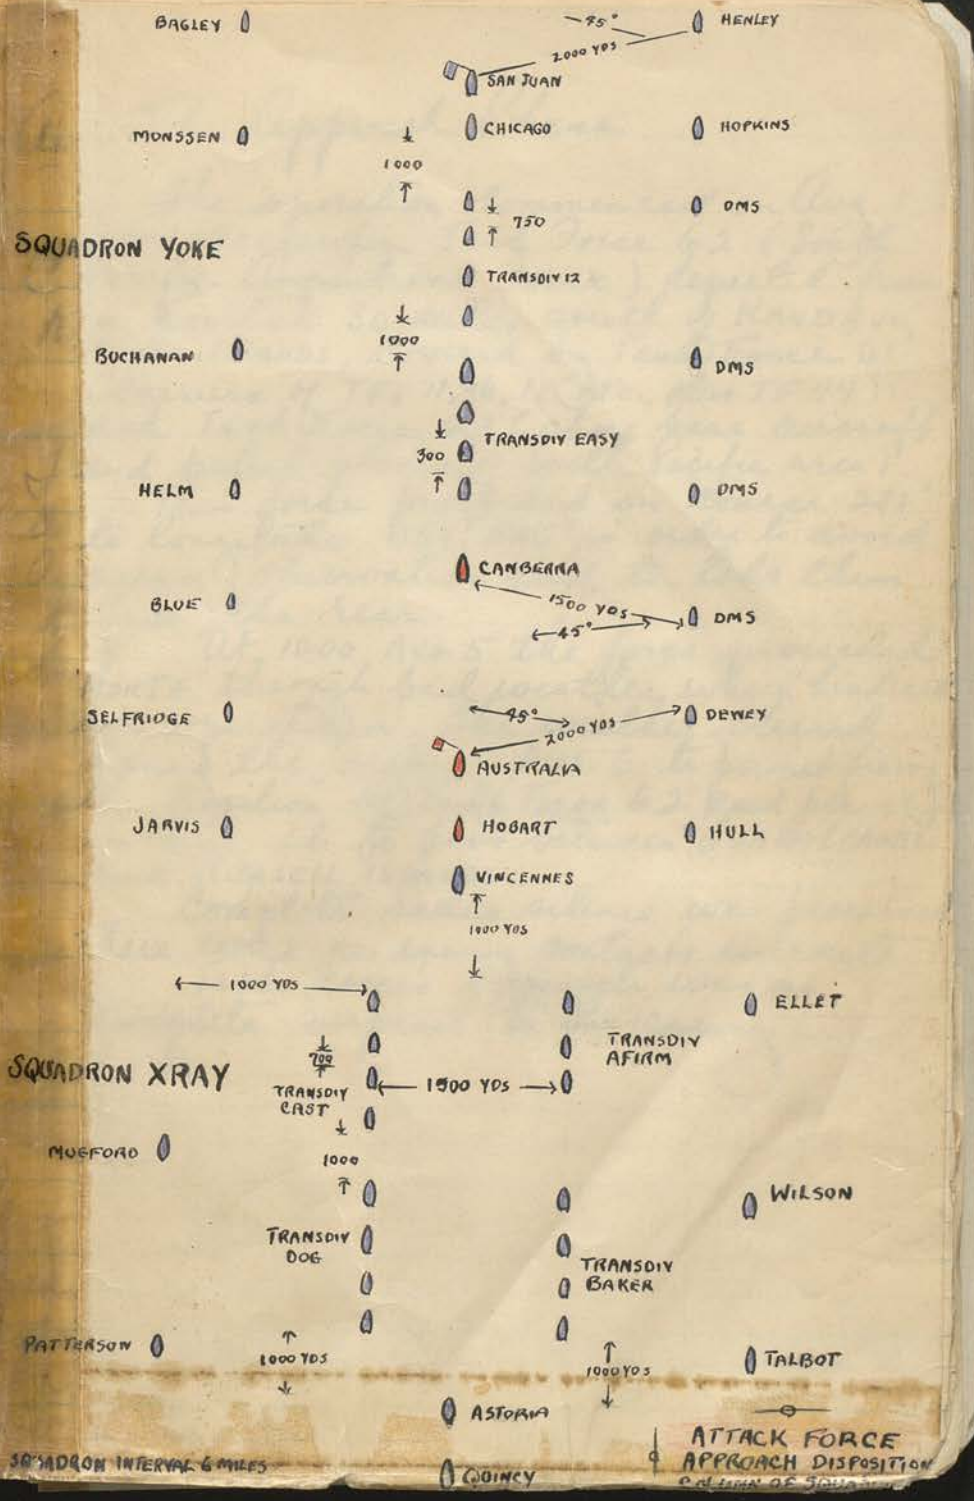 BAGLEY
45°
HENLEY
2000 YDS
SAN JUAN
CHICAGO
HOPKINS
MONSSEN
1000
DMS
750
SQUADRON YOKE
TRANSDIV 12
1000
BUCHANAN
DMS
TRANSDIV EASY
300
HELM
DMS
CANBERRA
1500 YDS
BLUE
DMS
45°
SELFRIDGE
45°
DEWEY
2000 YDS
AUSTRALIA
JARVIS
HOBART
HULL
VINCENNES
1000 YDS
1000 YDS
ELLET
TRANSDIV
AFIRM
700
SQUADRON XRAY
1500 YDS
TRANSDIV
CAST
MUGFORD
1000
WILSON
TRANSDIV
DOG
TRANSDIV
BAKER
PATTERSON
1000 YDS
1000 YDS
TALBOT
ASTORIA
ATTACK FORCE
APPROACH DISPOSITION
SQUADRON INTERVAL 6 MILES
QUINCY
COLUMN OF